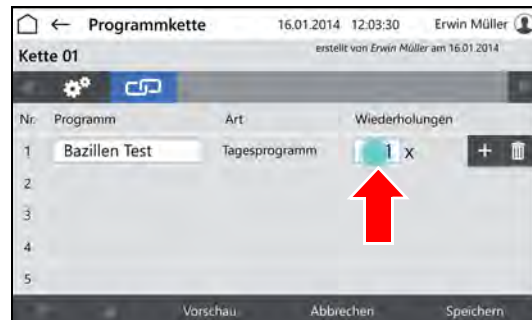 Programmkette 16.01.2014 12:03:30 Erwin Müller
Kette 01 erstellt von Erwin Müller am 16.01.2014
Nr. Programm Art Wiederholungen
1 Bazillen Test Tagesprogramm 1 x +
2
3
4
5
Vorschau Abbrechen Speichern